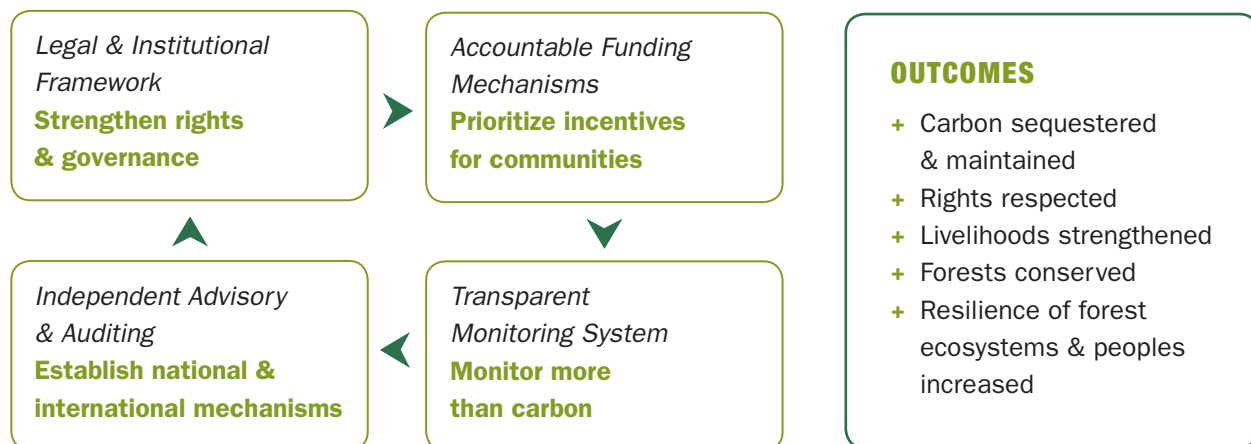 Legal & Institutional
Framework
Strengthen rights
& governance
Accountable Funding
Mechanisms
Prioritize incentives
for communities
Independent Advisory
& Auditing
Establish national &
international mechanisms
Transparent
Monitoring System
Monitor more
than carbon
OUTCOMES
+ Carbon sequestered
& maintained
+ Rights respected
+ Livelihoods strengthened
+ Forests conserved
+ Resilience of forest
ecosystems & peoples
increased